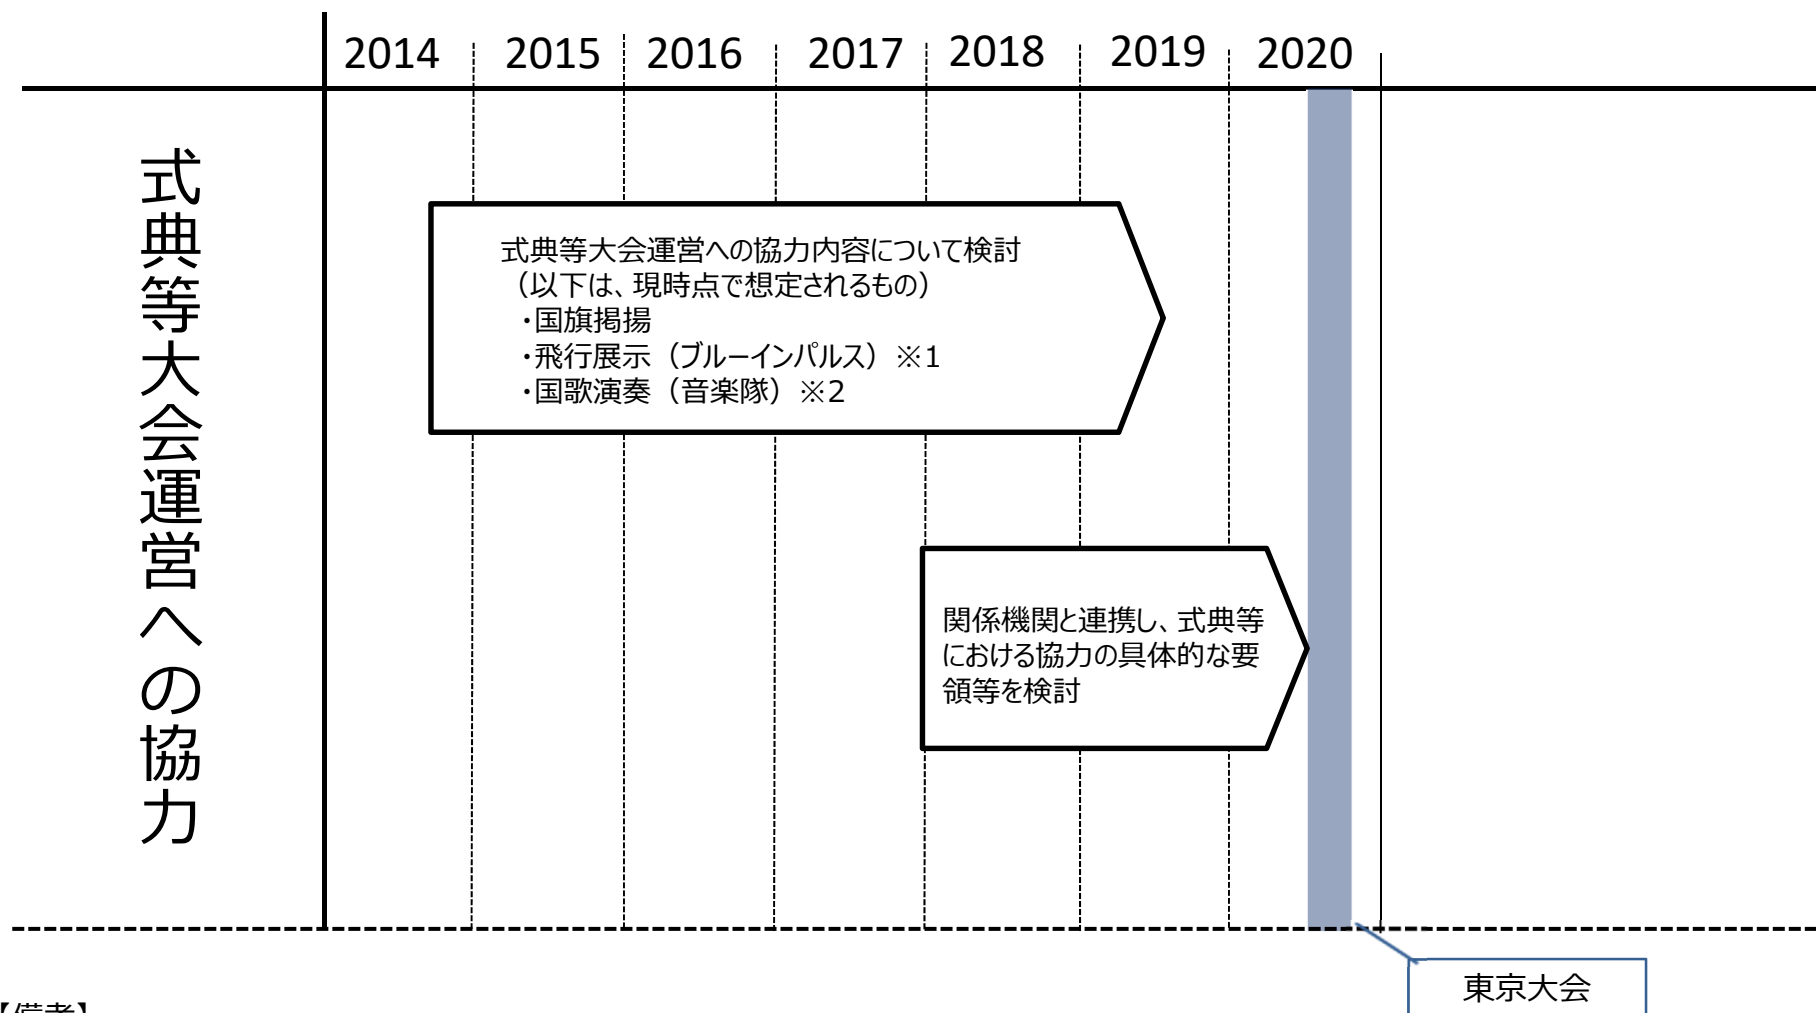 2014 2015 2016 2017 2018 2019 2020
式典等大会運営への協力
式典等大会運営への協力内容について検討
（以下は、現時点で想定されるもの）
・国旗掲揚
・飛行展示（ブルーインパルス）※1
・国歌演奏（音楽隊）※2
関係機関と連携し、式典等
における協力の具体的な要
領等を検討
東京大会
【備考】